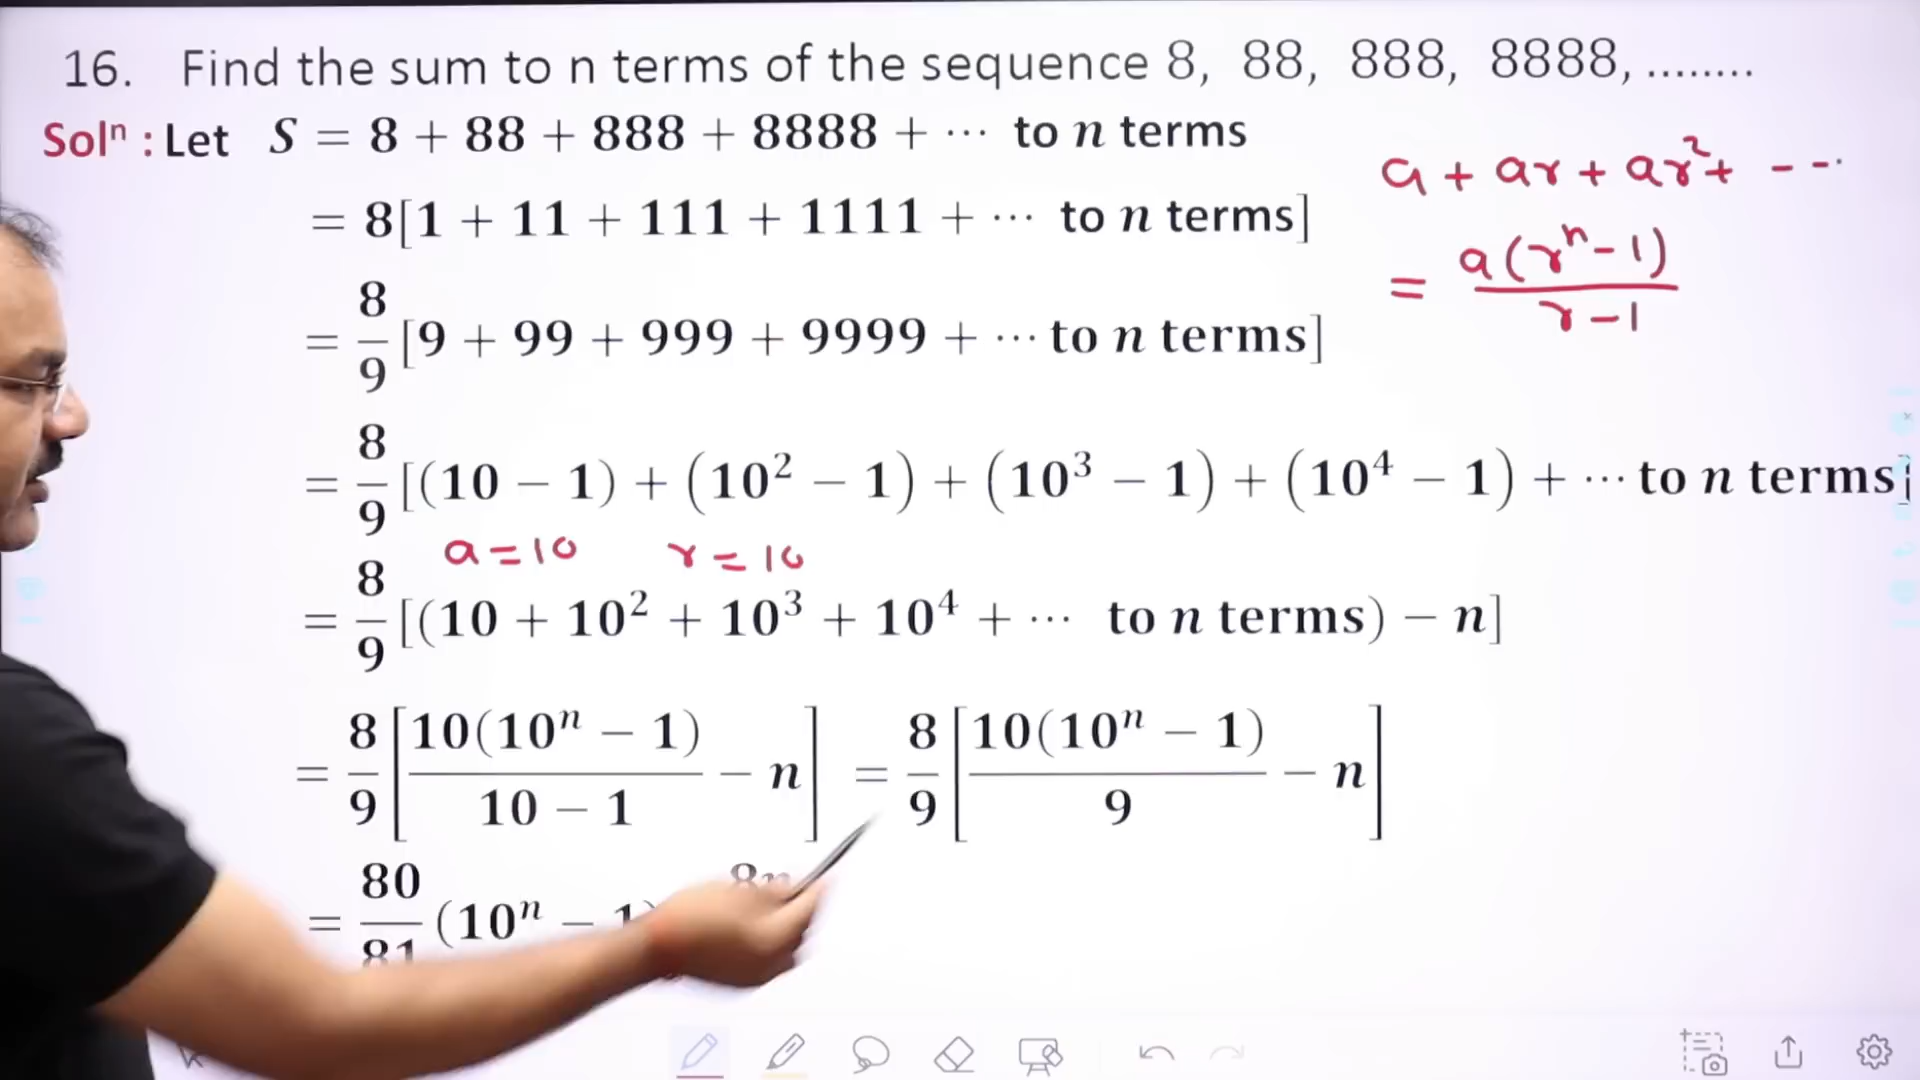 16. Find the sum to n terms of the sequence 8, 88, 888, 8888, ........
Solⁿ : Let S = 8 + 88 + 888 + 8888 + ⋯ to n terms
a + ar + ar² + - - ·
= 8[1 + 11 + 111 + 1111 + ⋯ to n terms]
= a(rⁿ - 1) / r - 1
= 8/9 [9 + 99 + 999 + 9999 + ⋯ to n terms]
= 8/9 [(10 − 1) + (10² − 1) + (10³ − 1) + (10⁴ − 1) + ⋯ to n terms]
a = 10 r = 10
= 8/9 [(10 + 10² + 10³ + 10⁴ + ⋯ to n terms) − n]
= 8/9 [10(10ⁿ − 1) / 10 − 1 − n] = 8/9 [10(10ⁿ − 1) / 9 − n]
= 80/81 (10ⁿ − 1) 8n